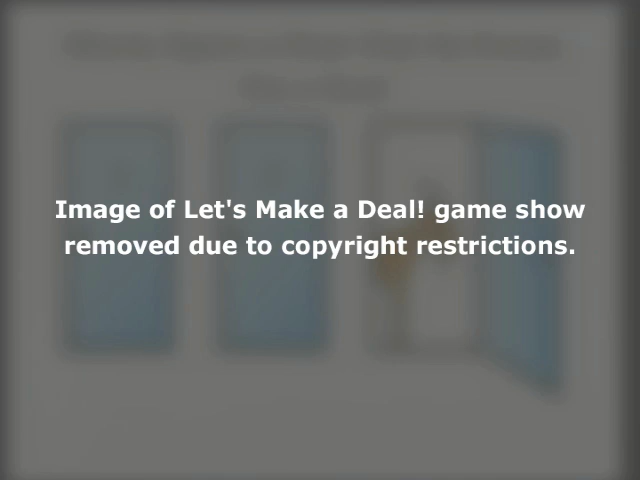 Image of Let's Make a Deal! game show
removed due to copyright restrictions.